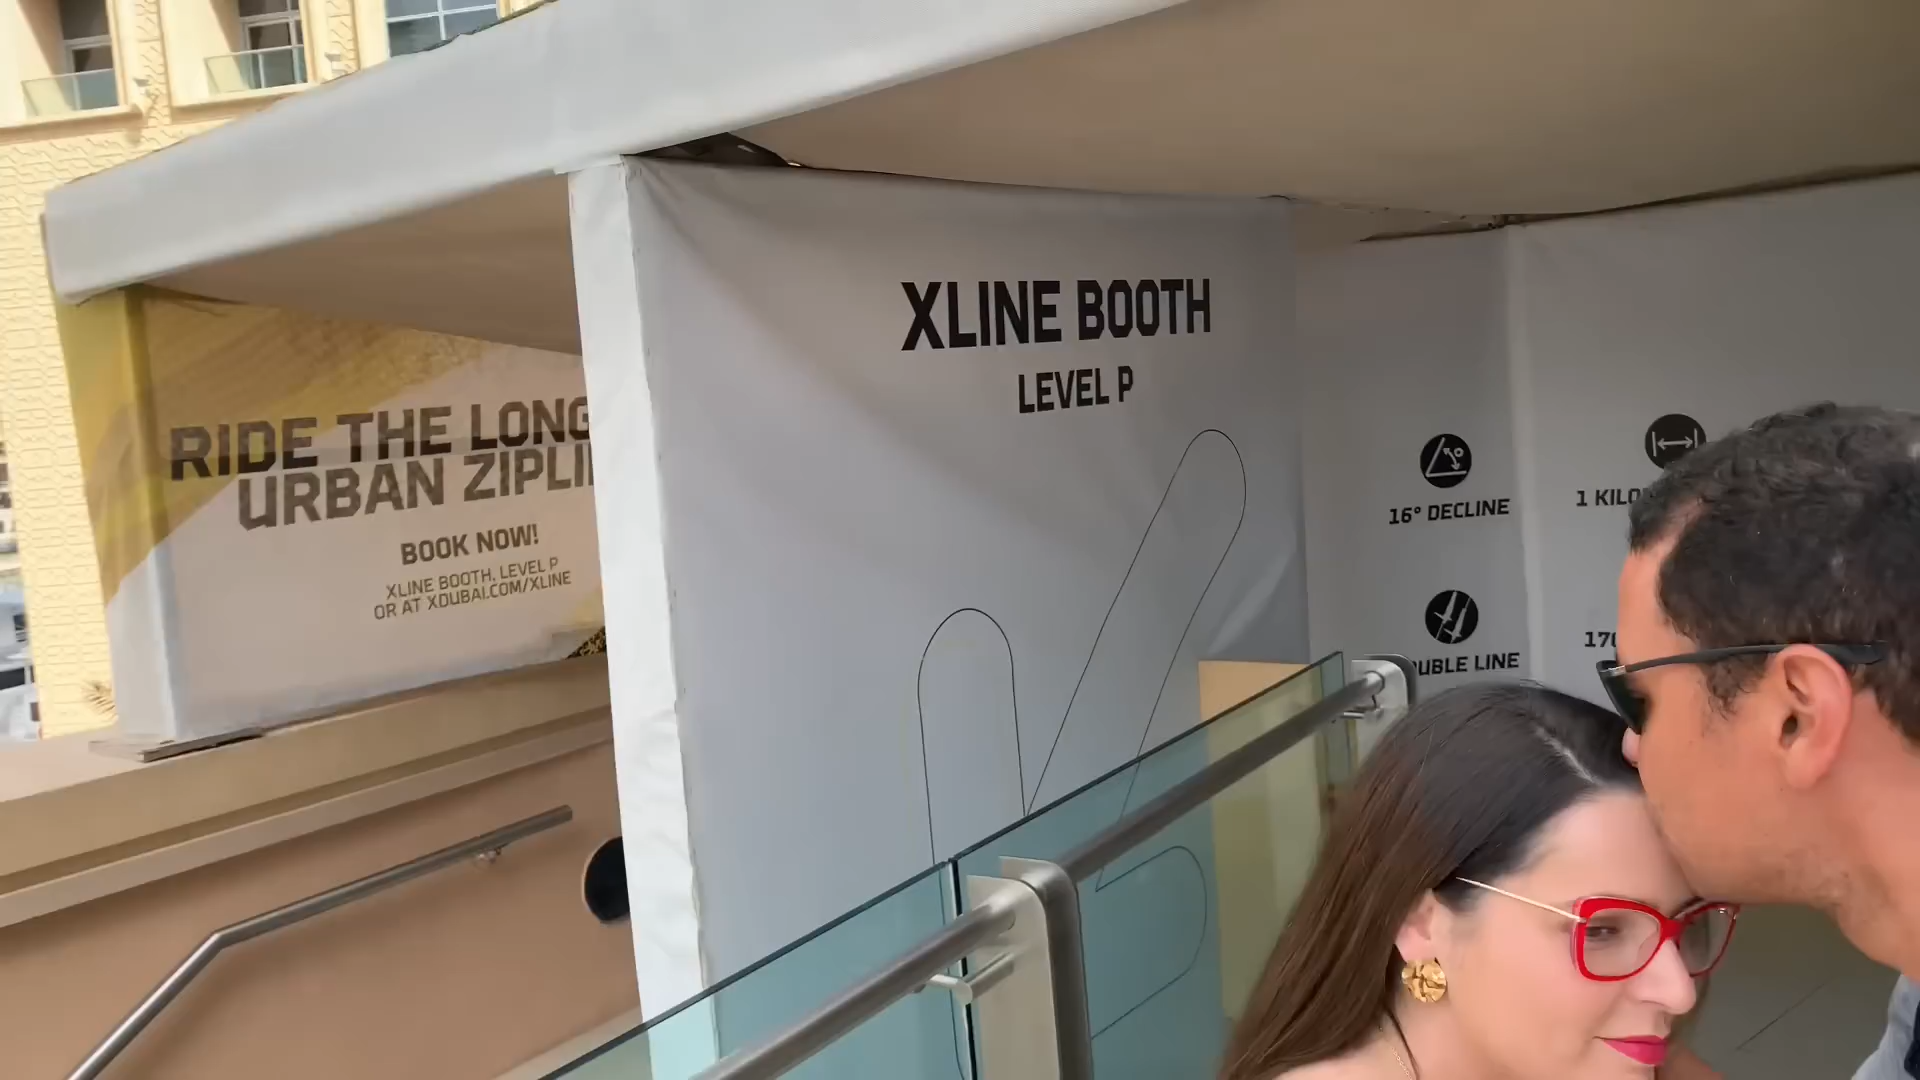 RIDE THE LONG
URBAN ZIPLI
BOOK NOW!
XLINE BOOTH, LEVEL P
OR AT XDUBAI.COM/XLINE
XLINE BOOTH
LEVEL P
16° DECLINE
1 KILO
UBLE LINE
170